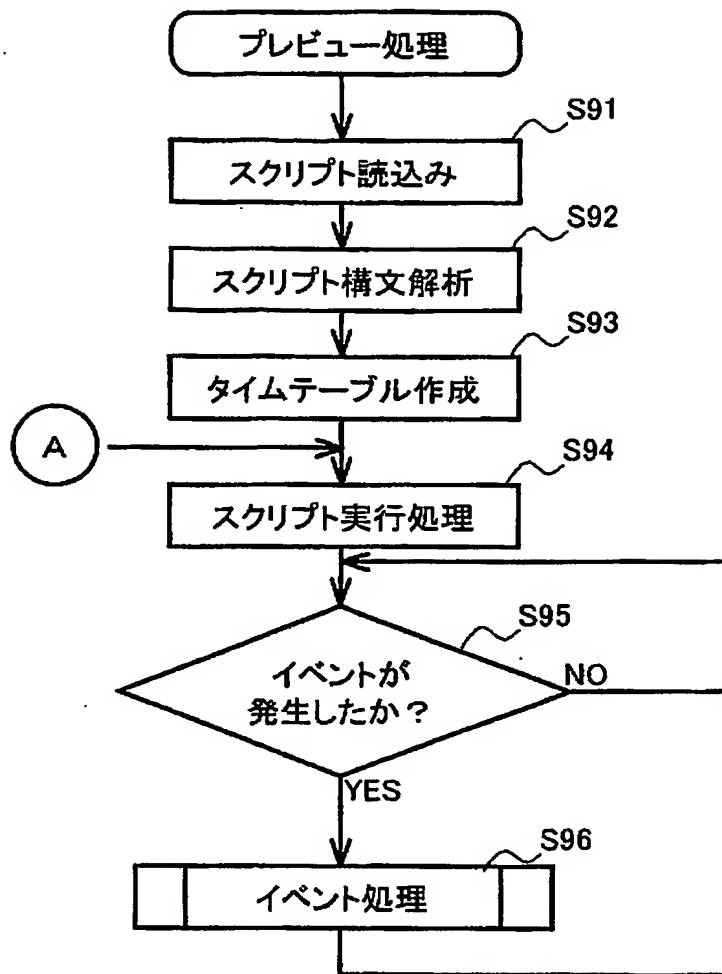 プレビュー処理
S91
スクリプト読込み
S92
スクリプト構文解析
S93
タイムテーブル作成
A
S94
スクリプト実行処理
S95
イベントが
発生したか？
NO
YES
S96
イベント処理